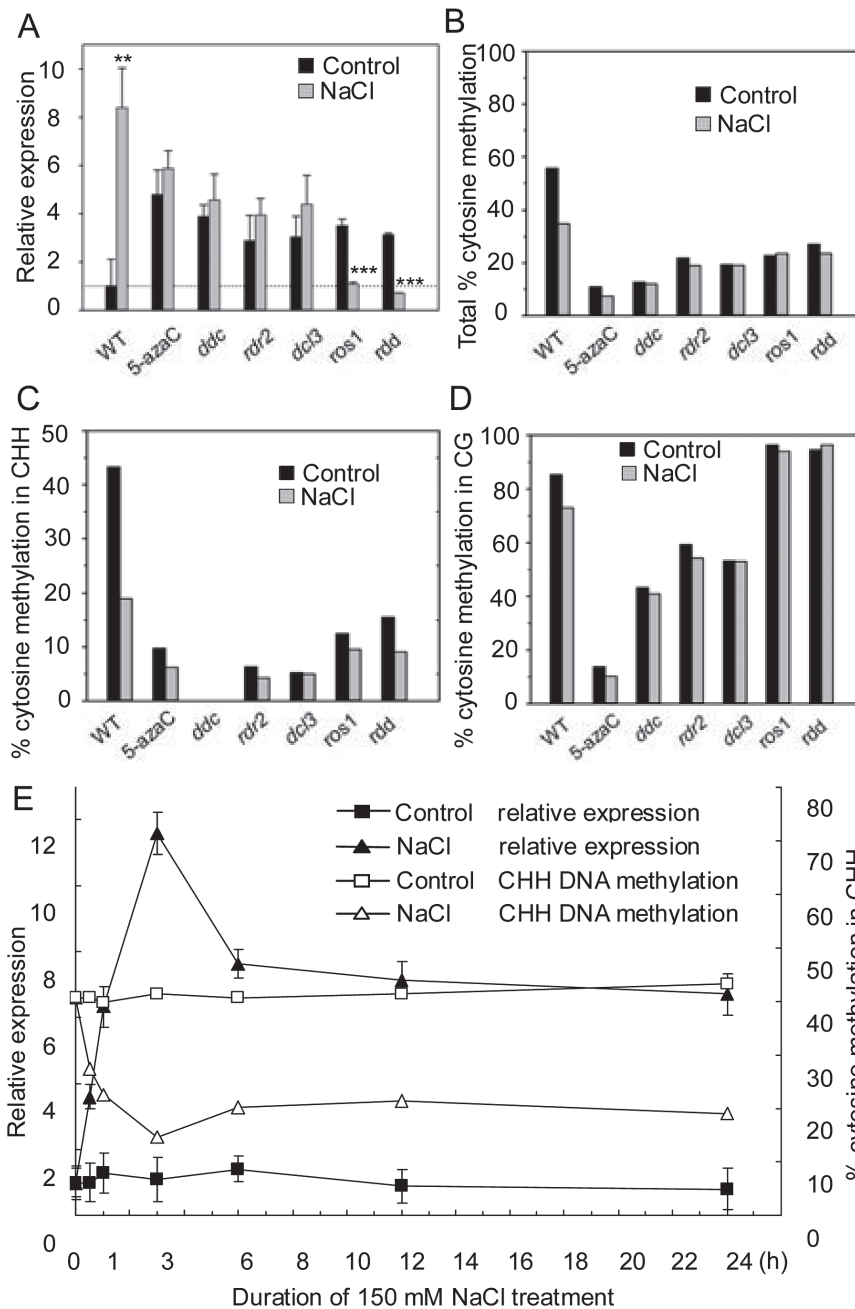 A
Relative expression
10
8
6
4
2
0
**
Control
NaCl
***
***
WT
5-azaC
ddc
rdr2
dcl3
ros1
rdd
B
Total % cytosine methylation
100
80
60
40
20
0
Control
NaCl
WT
5-azaC
ddc
rdr2
dcl3
ros1
rdd
C
% cytosine methylation in CHH
50
40
30
20
10
0
Control
NaCl
WT
5-azaC
ddc
rdr2
dcl3
ros1
rdd
D
% cytosine methylation in CG
100
80
60
40
20
0
Control
NaCl
WT
5-azaC
ddc
rdr2
dcl3
ros1
rdd
E
Relative expression
12
10
8
6
4
2
0
Control relative expression
NaCl relative expression
Control CHH DNA methylation
NaCl CHH DNA methylation
80
70
60
50
40
30
20
10
0
% cytosine methylation in CHH
0 1 3 6 8 10 12 14 16 18 20 22 24 (h)
Duration of 150 mM NaCl treatment